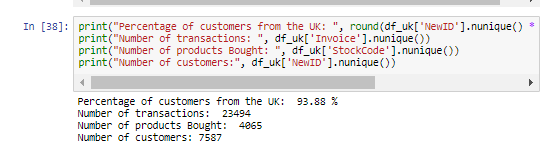 In [38]: print("Percentage of customers from the UK: ", round(df_uk['NewID'].nunique() *
print("Number of transactions: ", df_uk['Invoice'].nunique())
print("Number of products Bought: ", df_uk['StockCode'].nunique())
print("Number of customers:", df_uk['NewID'].nunique())
Percentage of customers from the UK:  93.88 %
Number of transactions:  23494
Number of products Bought:  4065
Number of customers: 7587